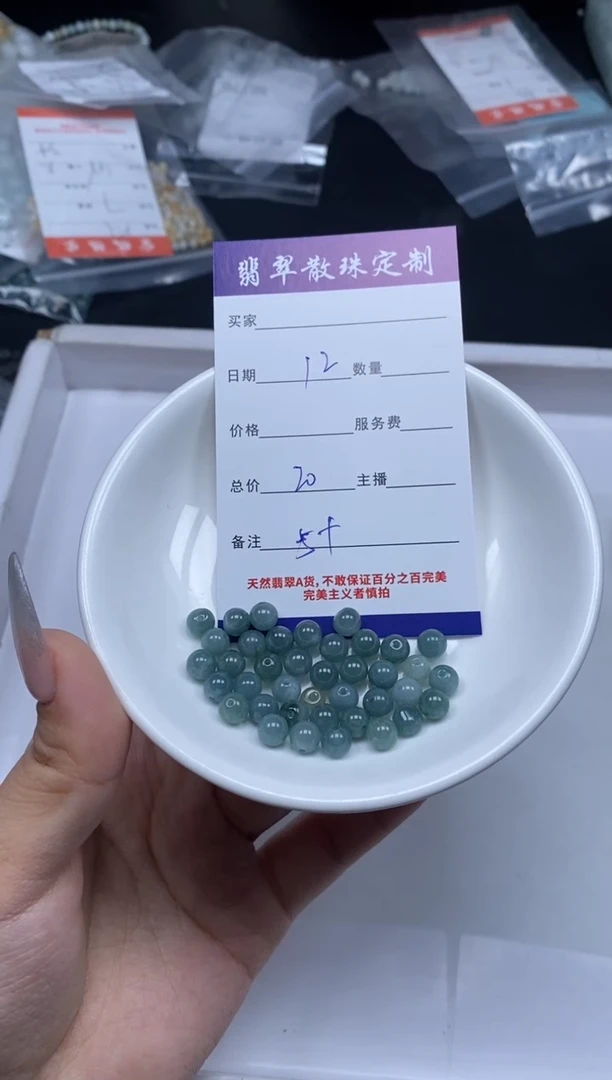 翡翠散珠定制
买家
日期 12 数量
价格 服务费
总价 20 主播
备注
天然翡翠A货,不敢保证百分之百完美
完美主义者慎拍